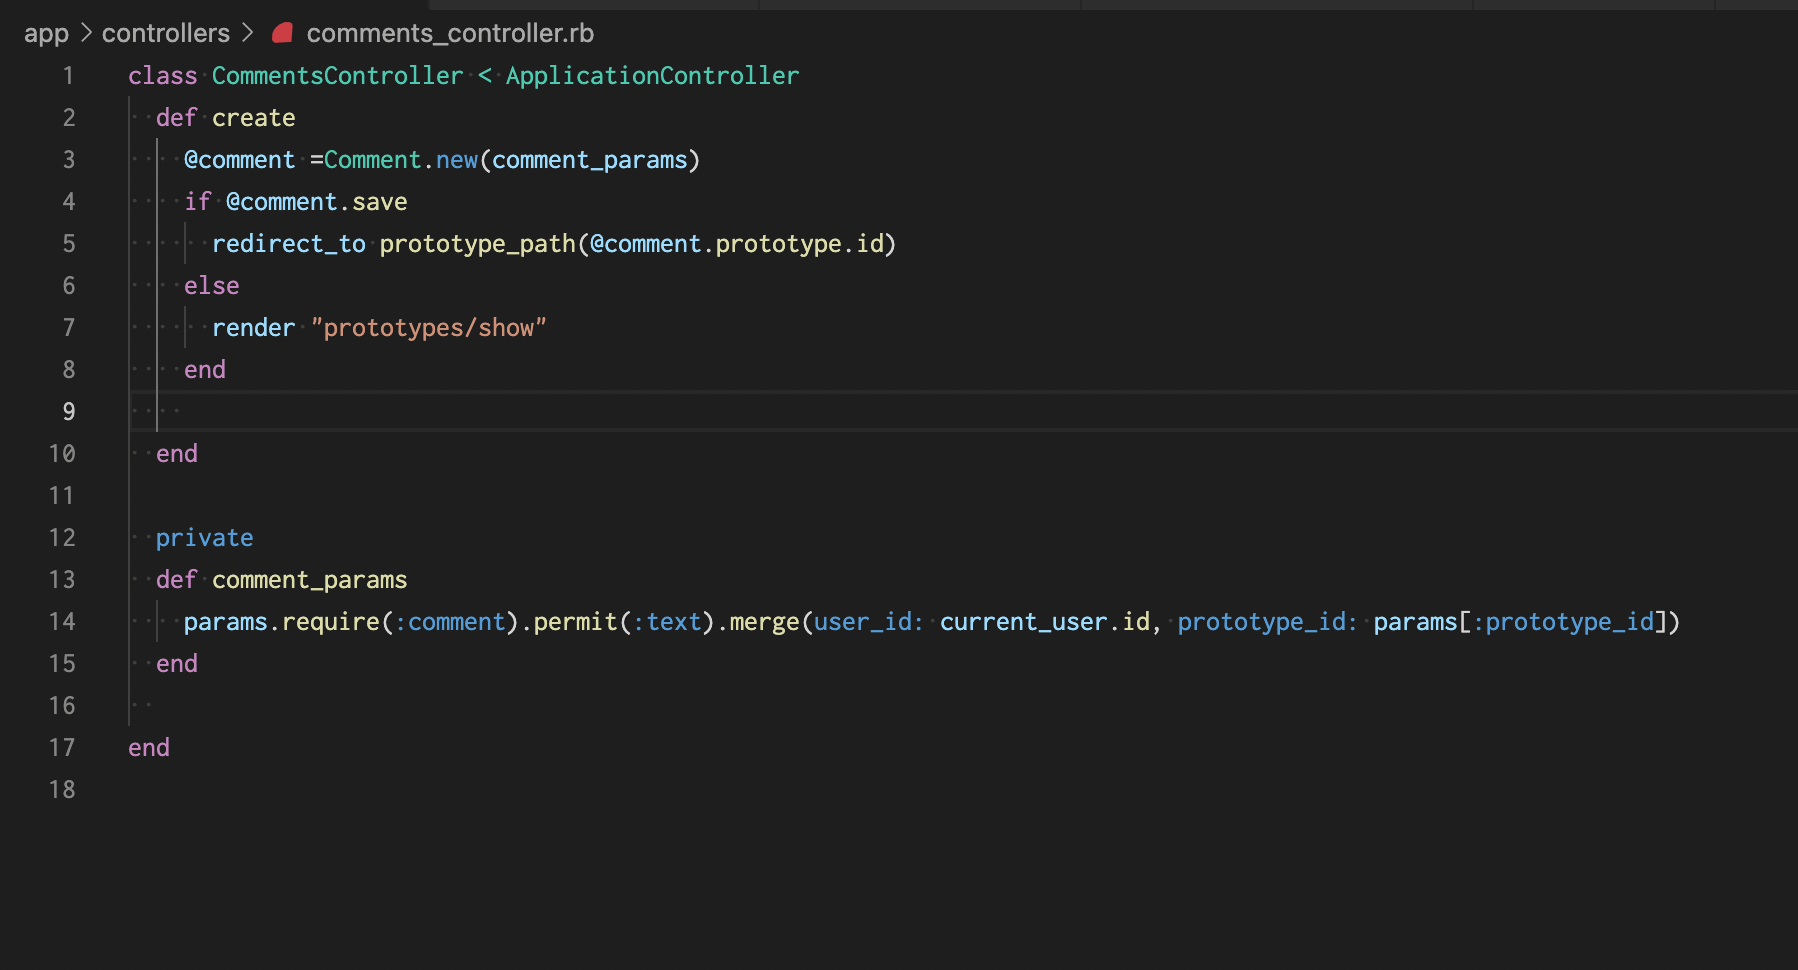 app > controllers > comments_controller.rb
1 class CommentsController < ApplicationController
2   def create
3     @comment =Comment.new(comment_params)
4     if @comment.save
5       redirect_to prototype_path(@comment.prototype.id)
6     else
7       render "prototypes/show"
8     end
9
10   end
11
12   private
13   def comment_params
14     params.require(:comment).permit(:text).merge(user_id: current_user.id, prototype_id: params[:prototype_id])
15   end
16
17 end
18